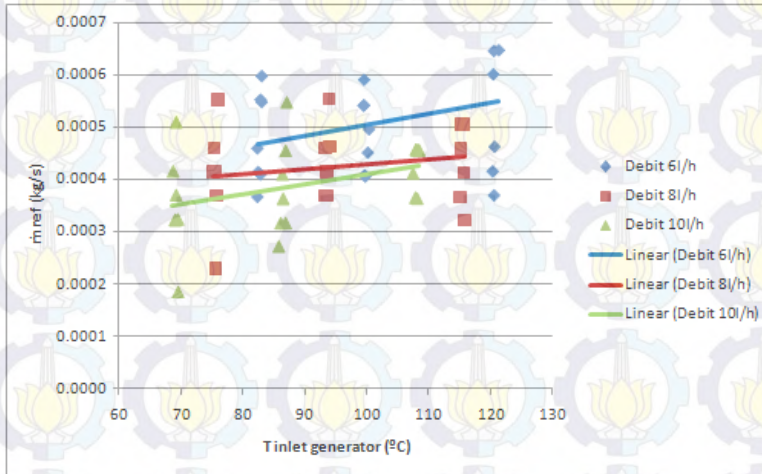 0.0007
0.0006
0.0005
0.0004
0.0003
0.0002
0.0001
0.0000
ṁ ref (kg/s)
60 70 80 90 100 110 120 130
T inlet generator (ºC)
Debit 6l/h
Debit 8l/h
Debit 10l/h
Linear (Debit 6l/h)
Linear (Debit 8l/h)
Linear (Debit 10l/h)